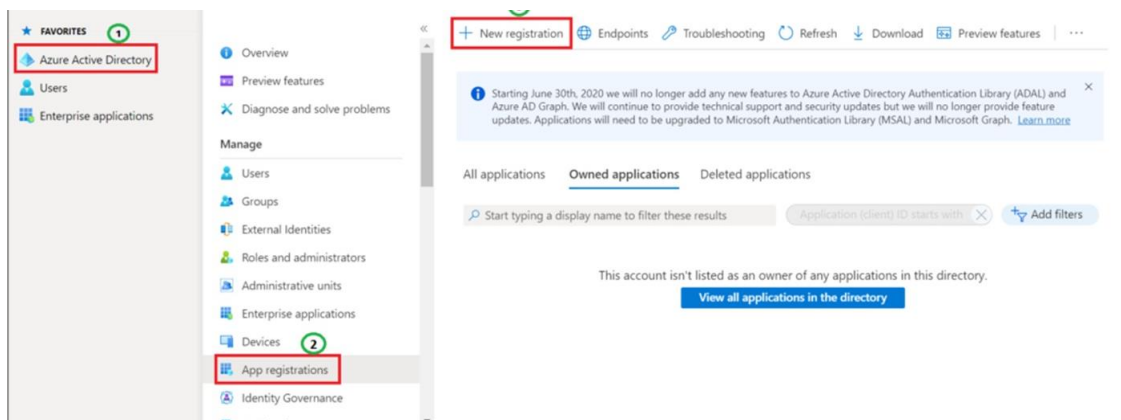 FAVORITES
1
Azure Active Directory
Users
Enterprise applications
Overview
Preview features
Diagnose and solve problems
Manage
Users
Groups
External Identities
Roles and administrators
Administrative units
Enterprise applications
Devices
2
App registrations
Identity Governance
New registration
Endpoints
Troubleshooting
Refresh
Download
Preview features
Starting June 30th, 2020 we will no longer add any new features to Azure Active Directory Authentication Library (ADAL) and
Azure AD Graph. We will continue to provide technical support and security updates but we will no longer provide feature
updates. Applications will need to be upgraded to Microsoft Authentication Library (MSAL) and Microsoft Graph. Learn more
All applications
Owned applications
Deleted applications
Start typing a display name to filter these results
Application (client) ID starts with
Add filters
This account isn't listed as an owner of any applications in this directory.
View all applications in the directory